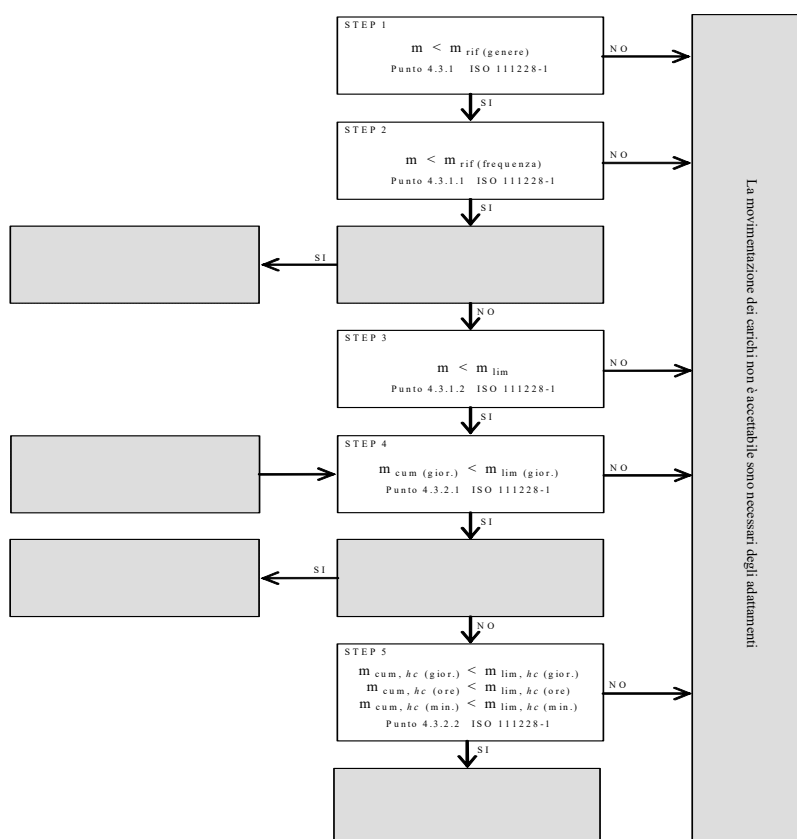 STEP 1
m < m rif (genere)
Punto 4.3.1 ISO 111228-1
NO
SI
STEP 2
m < m rif (frequenza)
Punto 4.3.1.1 ISO 111228-1
NO
SI
SI
NO
STEP 3
m < m lim
Punto 4.3.1.2 ISO 111228-1
NO
SI
STEP 4
m cum (gior.) < m lim (gior.)
Punto 4.3.2.1 ISO 111228-1
NO
SI
SI
NO
STEP 5
m cum, hc (gior.) < m lim, hc (gior.)
m cum, hc (ore) < m lim, hc (ore)
m cum, hc (min.) < m lim, hc (min.)
Punto 4.3.2.2 ISO 111228-1
NO
SI
La movimentazione dei carichi non è accettabile sono necessari degli adattamenti